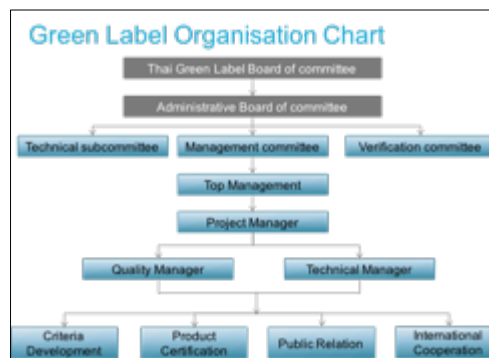 Green Label Organisation Chart
Thai Green Label Board of committee
Administrative Board of committee
Technical subcommittee
Management committee
Verification committee
Top Management
Project Manager
Quality Manager
Technical Manager
Criteria
Development
Product
Certification
Public Relation
International
Cooperation